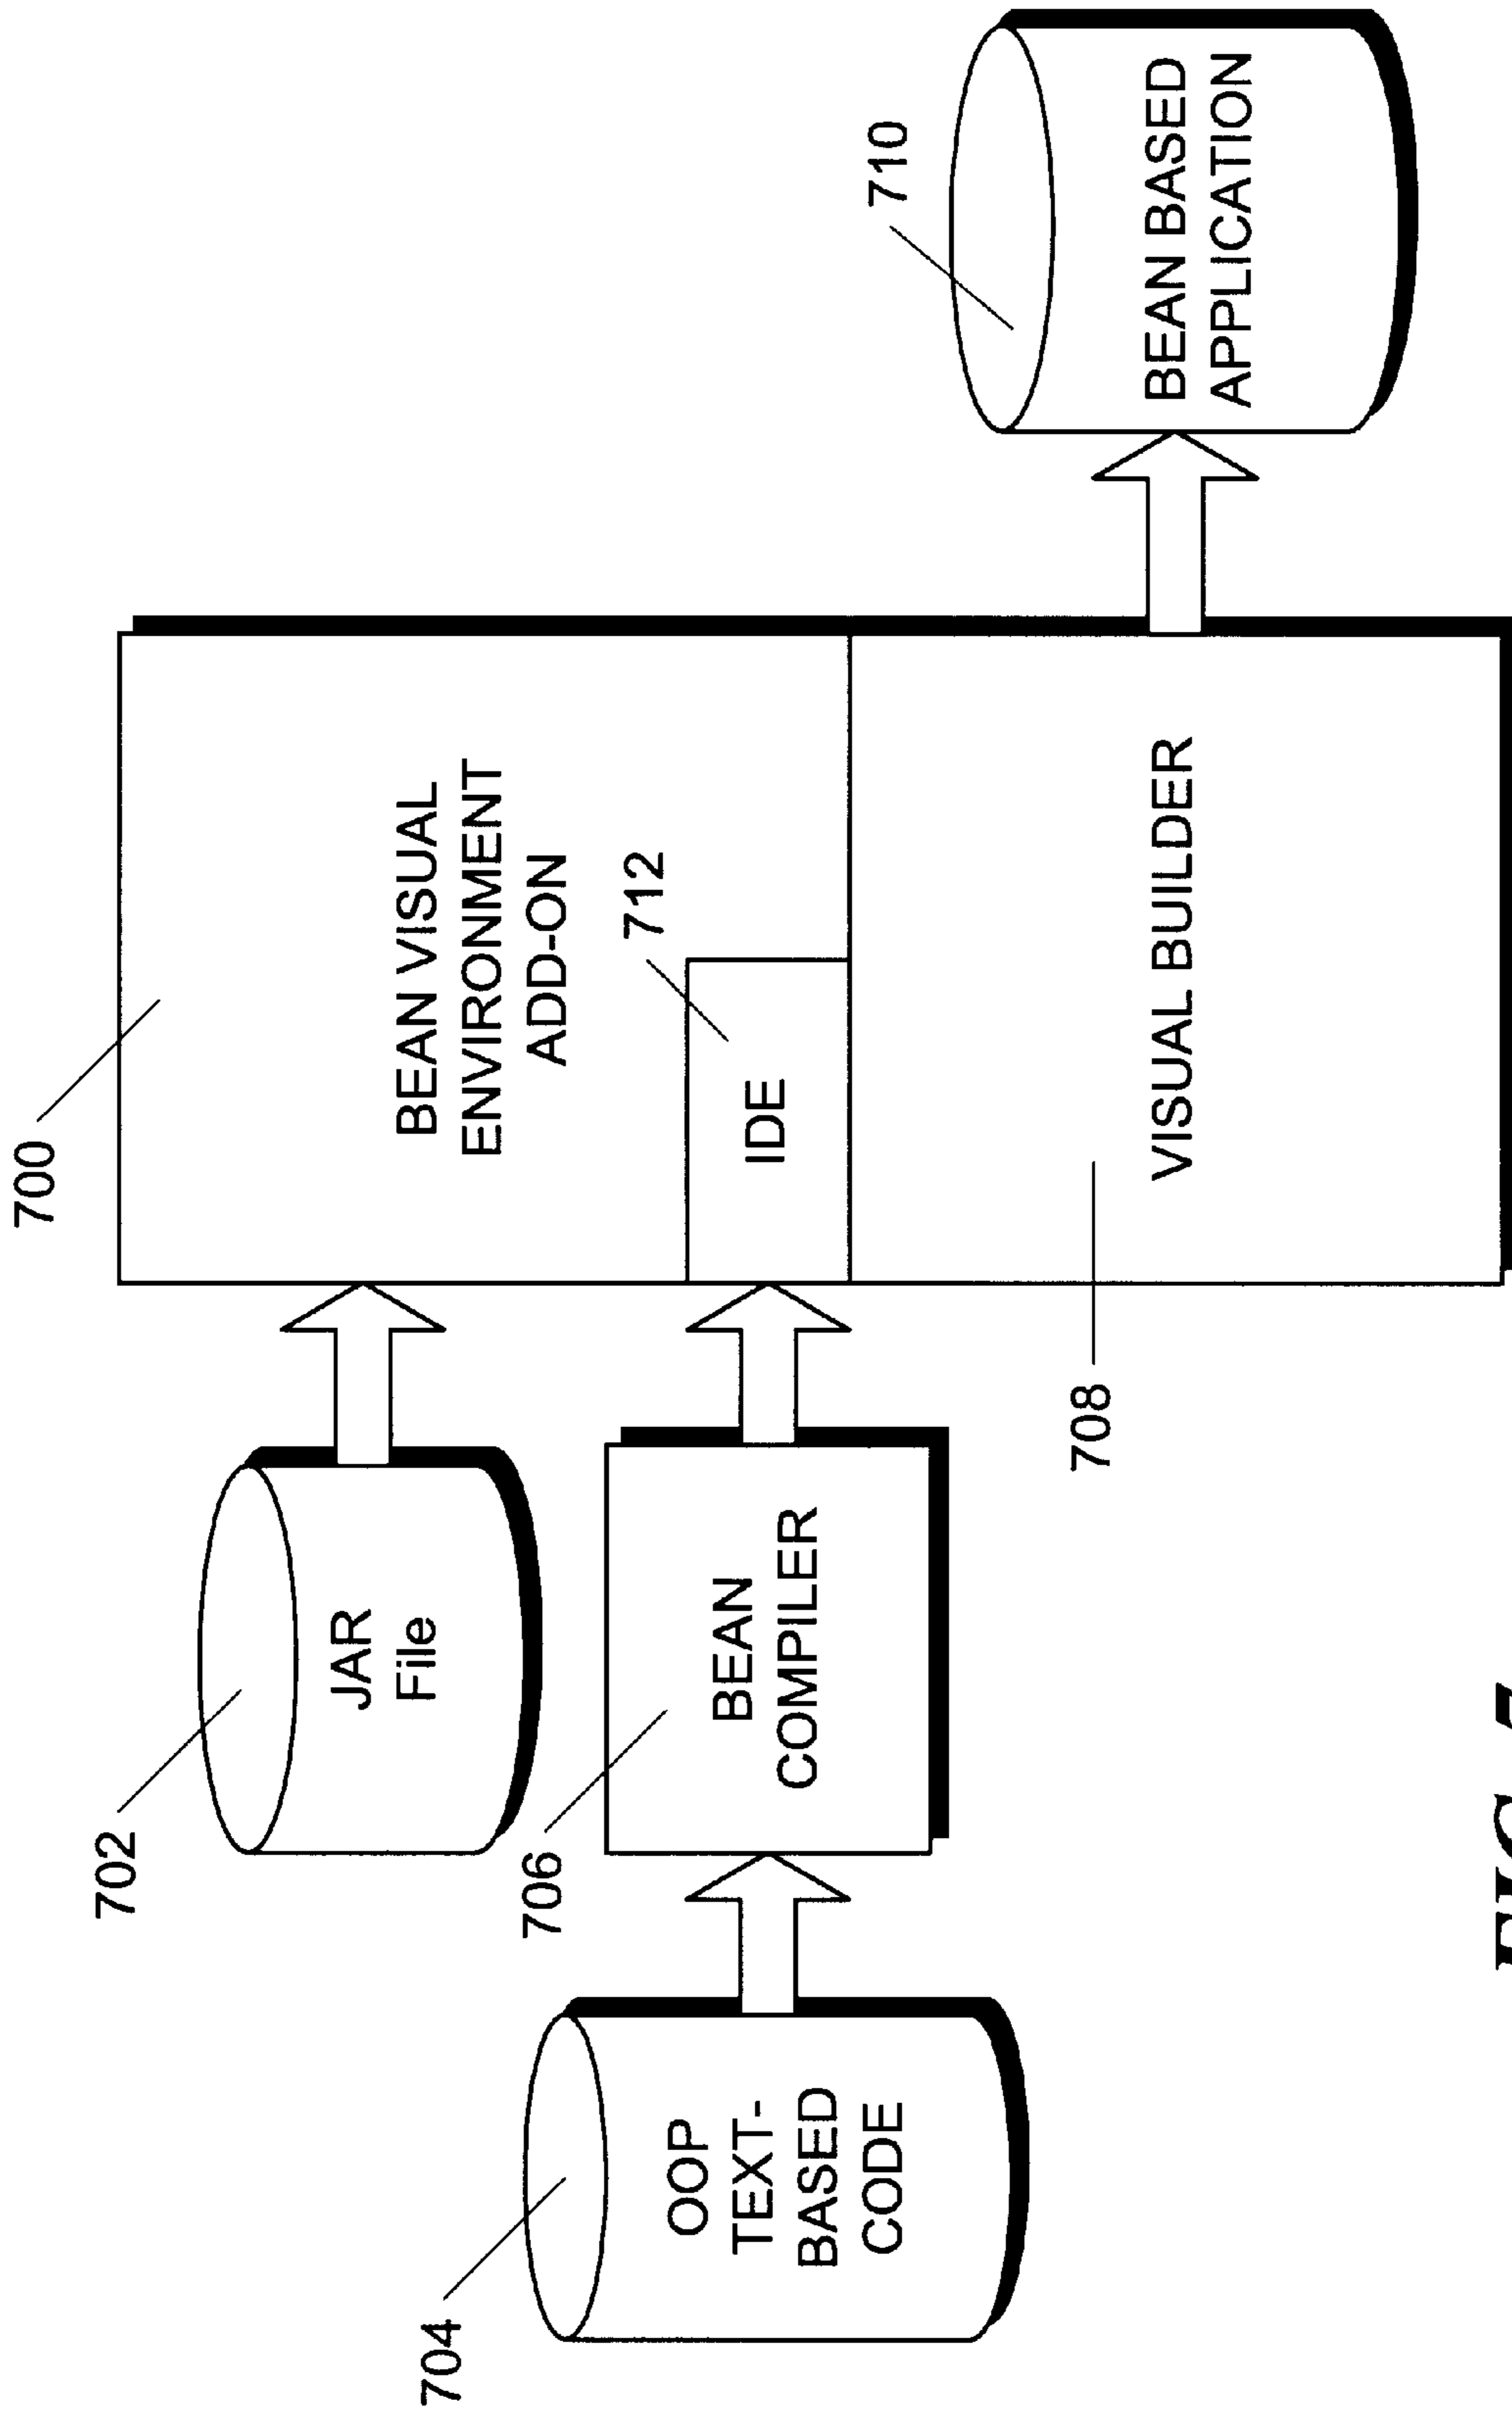 700
702
JAR
File
BEAN VISUAL
ENVIRONMENT
ADD-ON
712
IDE
704
OOP
TEXT-
BASED
CODE
706
BEAN
COMPILER
708
VISUAL BUILDER
710
BEAN BASED
APPLICATION